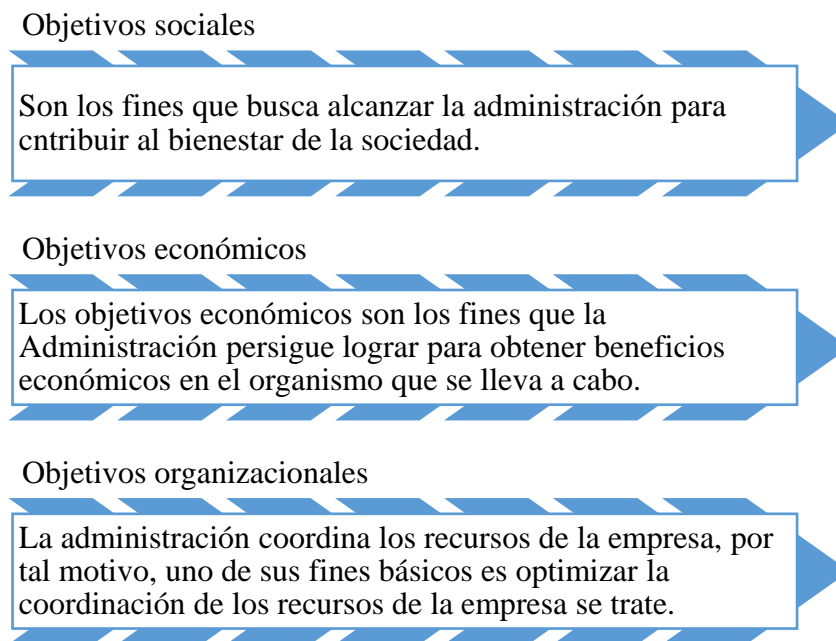 Objetivos sociales
Son los fines que busca alcanzar la administración para
cntribuir al bienestar de la sociedad.
Objetivos económicos
Los objetivos económicos son los fines que la
Administración persigue lograr para obtener beneficios
económicos en el organismo que se lleva a cabo.
Objetivos organizacionales
La administración coordina los recursos de la empresa, por
tal motivo, uno de sus fines básicos es optimizar la
coordinación de los recursos de la empresa se trate.